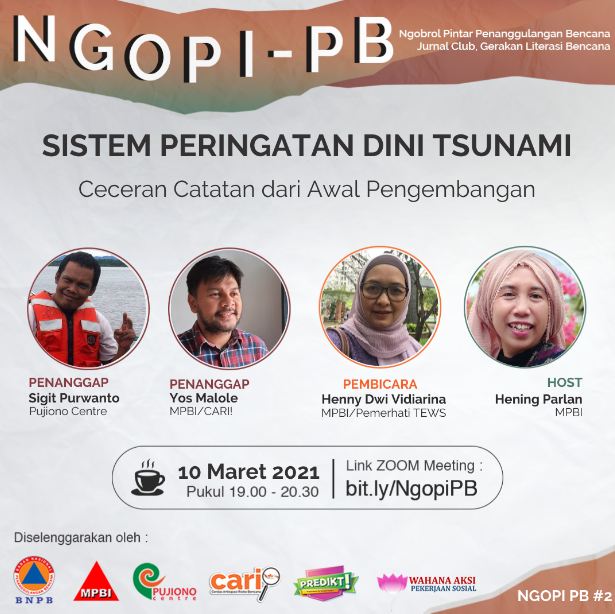 NGOPI-PB
Ngobrol Pintar Penanggulangan Bencana
Jurnal Club, Gerakan Literasi Bencana
SISTEM PERINGATAN DINI TSUNAMI
Ceceran Catatan dari Awal Pengembangan
PENANGGAP
Sigit Purwanto
Pujiono Centre
PENANGGAP
Yos Malole
MPBI/CARI!
PEMBICARA
Henny Dwi Vidiarina
MPBI/Pemerhati TEWS
HOST
Hening Parlan
MPBI
10 Maret 2021
Pukul 19.00 - 20.30
Link ZOOM Meeting :
bit.ly/NgopiPB
Diselenggarakan oleh :
BNPB
MPBI
PUJIONO
centre
cari
PREDIKT!
WAHANA AKSI
PEKERJAAN SOSIAL
NGOPI PB #2